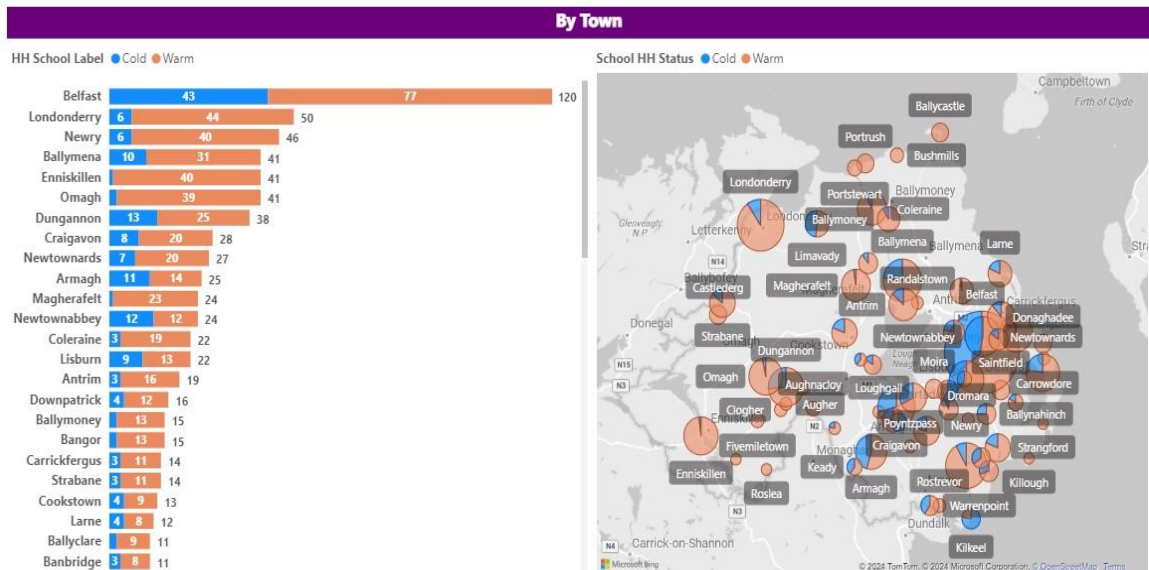 By Town
HH School Label Cold Warm
Belfast 43 77 120
Londonderry 6 44 50
Newry 6 40 46
Ballymena 10 31 41
Enniskillen 40 41
Omagh 39 41
Dungannon 13 25 38
Craigavon 8 20 28
Newtownards 7 20 27
Armagh 11 14 25
Magherafelt 23 24
Newtownabbey 12 12 24
Coleraine 3 19 22
Lisburn 9 13 22
Antrim 3 16 19
Downpatrick 4 12 16
Ballymoney 13 15
Bangor 13 15
Carrickfergus 3 11 14
Strabane 3 11 14
Cookstown 4 9 13
Larne 4 8 12
Ballyclare 9 11
Banbridge 3 8 11
School HH Status Cold Warm
Campbeltown
Firth of Clyde
Ballycastle
Portrush
Bushmills
Londonderry
Portstewart
Ballymoney
Coleraine
Ballymoney
Glenveagh
N.P.
Letterkenny
Limavady
Ballymena
Ballymena
Larne
N14
N15
Ballybofey
Castlederg
Magherafelt
Randalstown
Antrim
Belfast
Carrickfergus
Donaghadee
Strabane
Donegal
Omagh
Cookstown
Newtownabbey
Newtownards
Dungannon
Moira
Saintfield
N15
N3
Omagh
Aughnacloy
Loughgall
Dromara
Carrowdore
Clogher
Augher
Poyntzpass
Newry
Ballynahinch
Enniskillen
N2
Craigavon
Fivemiletown
Strangford
Enniskillen
Keady
Rostrevor
Killough
Roslea
Armagh
Warrenpoint
N3
Dundalk
Kilkeel
N4
Carrick-on-Shannon
Microsoft Bing
© 2024 TomTom, © 2024 Microsoft Corporation, © OpenStreetMap Terms